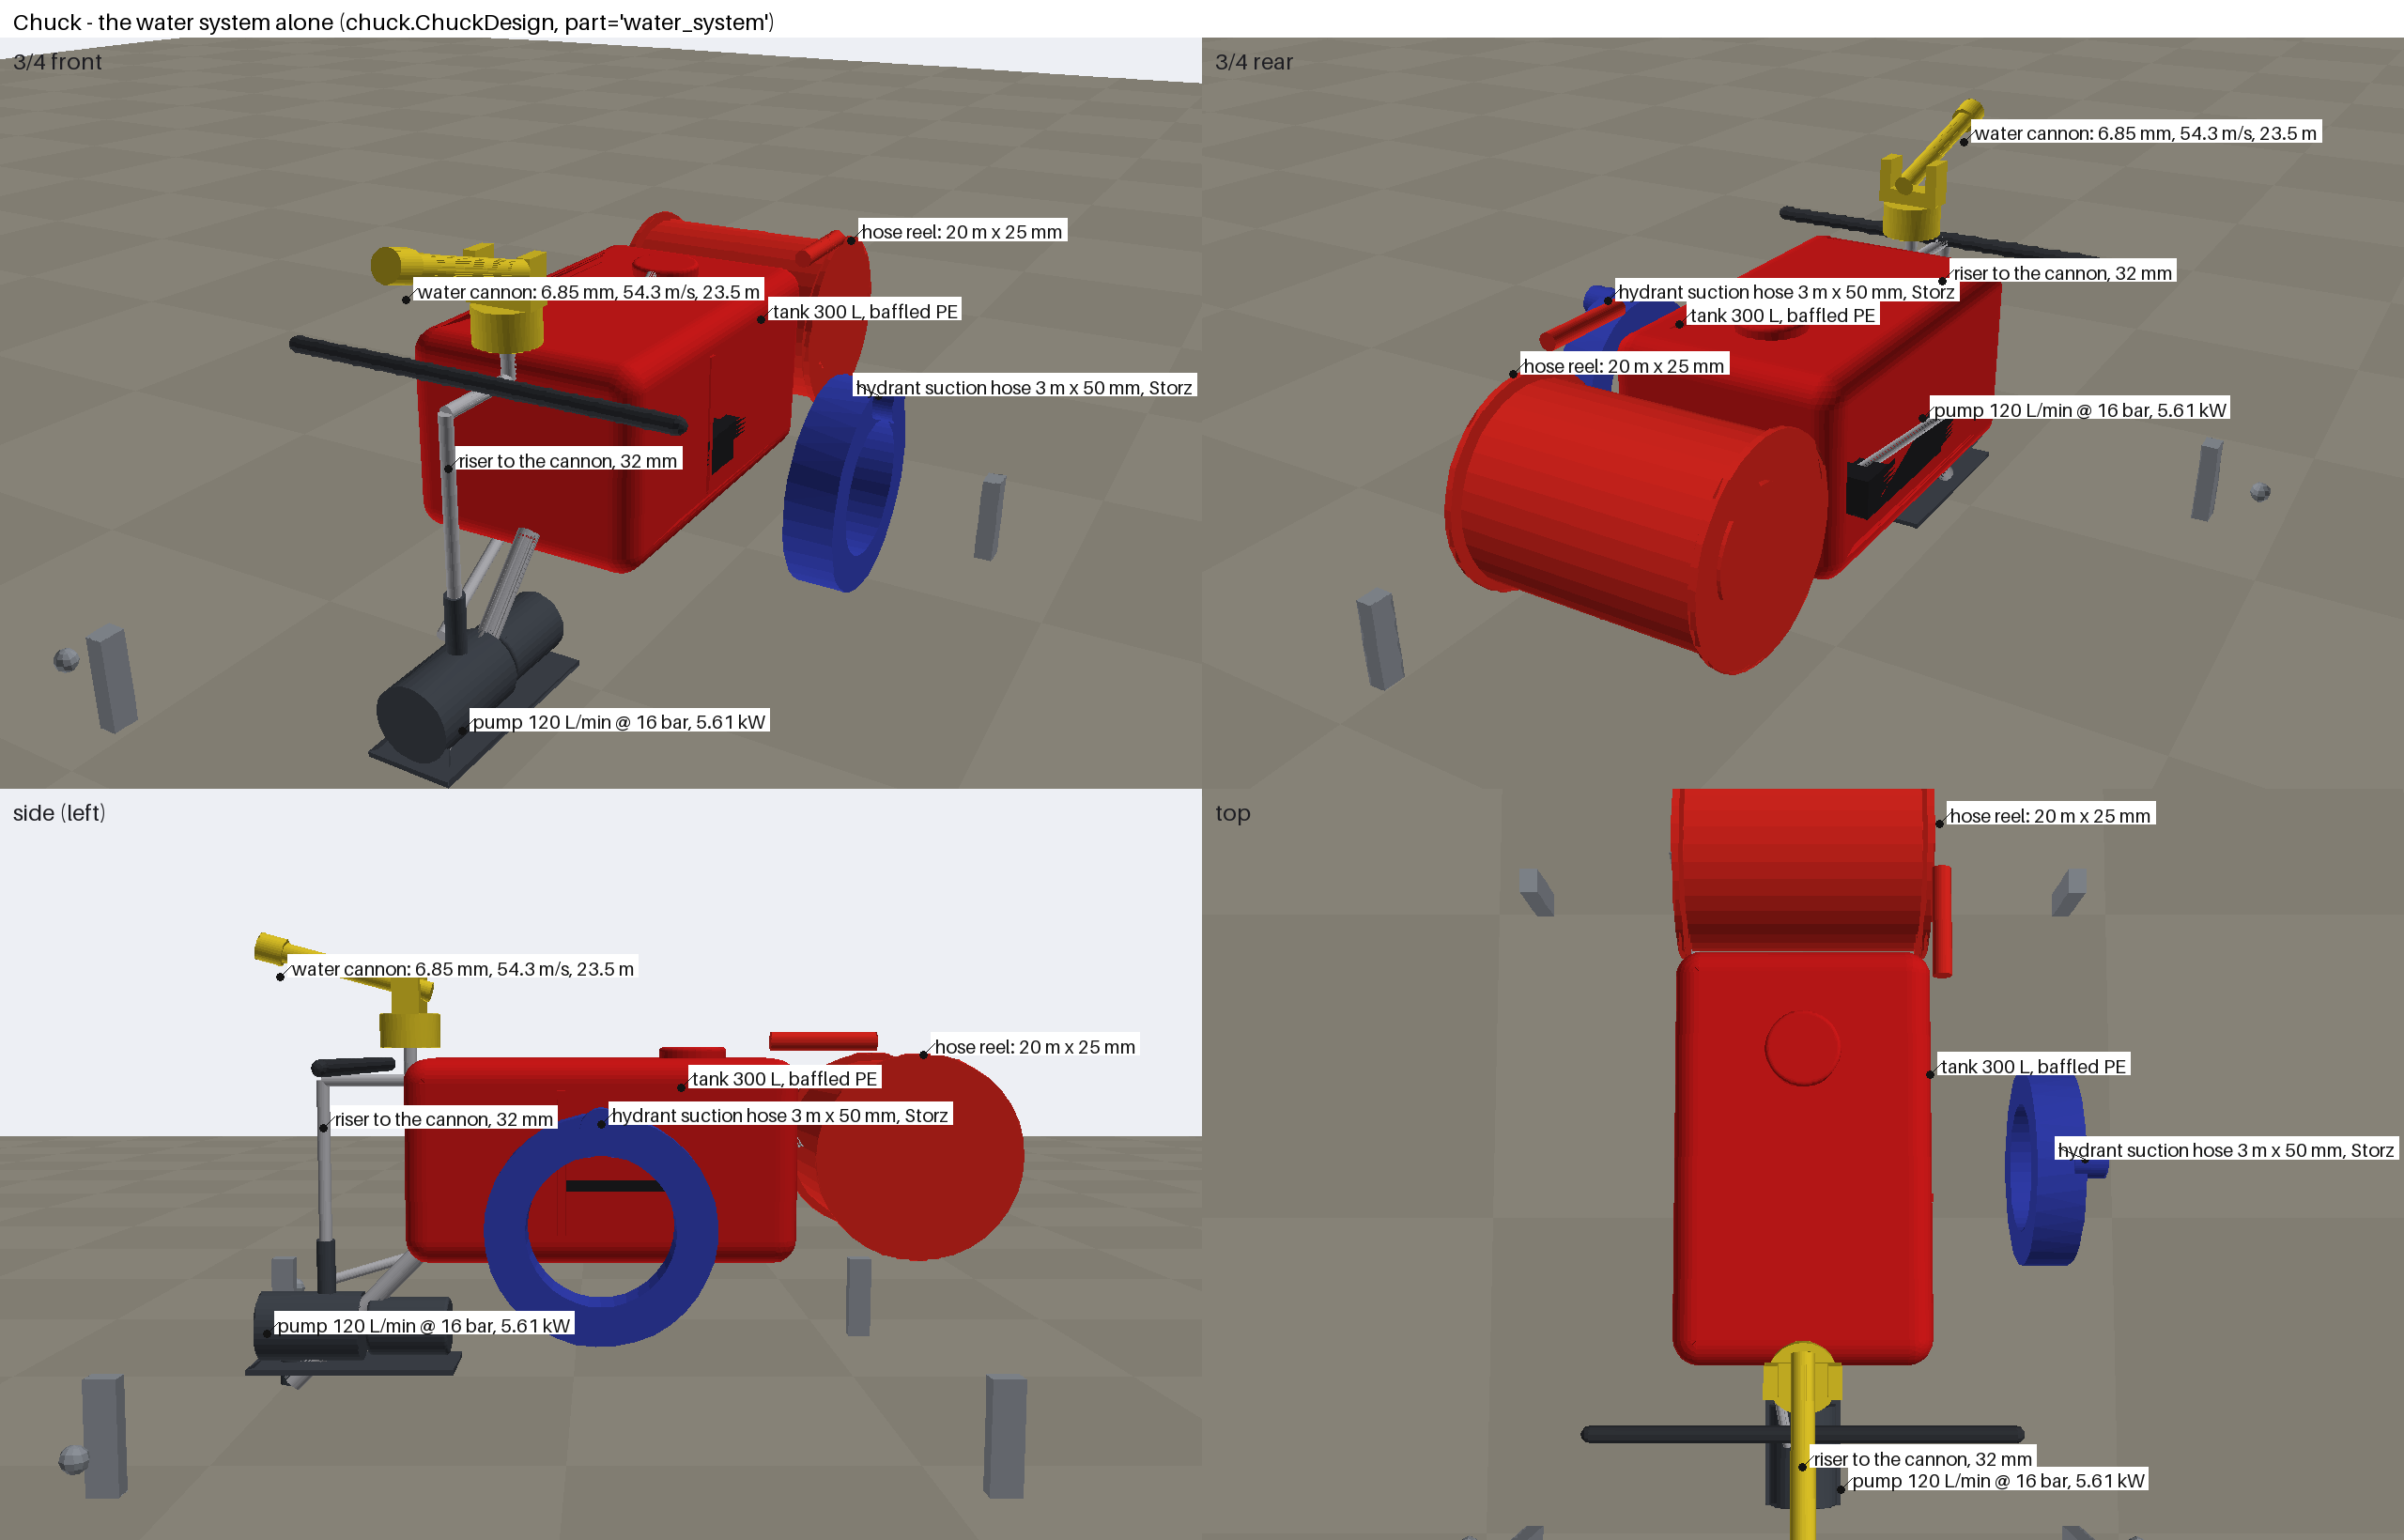 Chuck - the water system alone (chuck.ChuckDesign, part='water_system')
3/4 front
hose reel: 20 m x 25 mm
water cannon: 6.85 mm, 54.3 m/s, 23.5 m
tank 300 L, baffled PE
hydrant suction hose 3 m x 50 mm, Storz
riser to the cannon, 32 mm
pump 120 L/min @ 16 bar, 5.61 kW
3/4 rear
water cannon: 6.85 mm, 54.3 m/s, 23.5 m
riser to the cannon, 32 mm
hydrant suction hose 3 m x 50 mm, Storz
tank 300 L, baffled PE
hose reel: 20 m x 25 mm
pump 120 L/min @ 16 bar, 5.61 kW
side (left)
water cannon: 6.85 mm, 54.3 m/s, 23.5 m
hose reel: 20 m x 25 mm
tank 300 L, baffled PE
riser to the cannon, 32 mm
hydrant suction hose 3 m x 50 mm, Storz
pump 120 L/min @ 16 bar, 5.61 kW
top
hose reel: 20 m x 25 mm
tank 300 L, baffled PE
hydrant suction hose 3 m x 50 mm, Storz
riser to the cannon, 32 mm
pump 120 L/min @ 16 bar, 5.61 kW